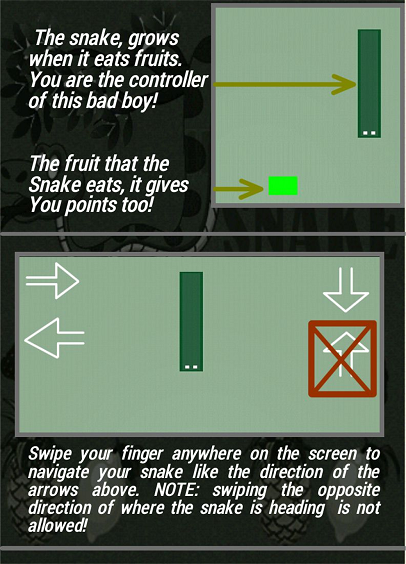 The snake, grows
when it eats fruits.
You are the controller
of this bad boy!
The fruit that the
Snake eats, it gives
You points too!
SNAKE
Swipe your finger anywhere on the screen to
navigate your snake like the direction of the
arrows above. NOTE: swiping the opposite
direction of where the snake is heading is not
allowed!